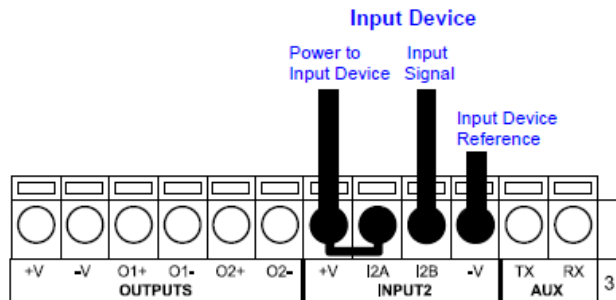 Input Device
Power to
Input Device
Input
Signal
Input Device
Reference
+V -V O1+ O1- O2+ O2- +V I2A I2B -V TX RX
OUTPUTS INPUT2 AUX 3